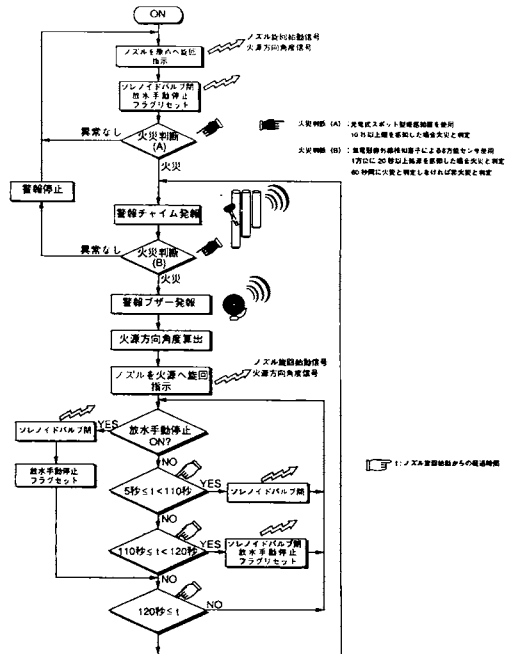 ON
ノズル旋回始動信号
火源方向角度信号
ノズルを原点へ旋回
指示
ソレノイドバルブ閉
放水手動停止
フラグリセット
異常なし
火災判断
(A)
火災
火災判断 (A) : 光電式スポット型煙感知器を使用
10秒以上煙を感知した場合火災と判定
火災判断 (B) :
警報停止
警報チャイム発報
異常なし
火災判断
(B)
火災
警報ブザー発報
火源方向角度算出
ノズルを火源へ旋回
指示
ノズル旋回始動信号
火源方向角度信号
YES
放水手動停止
ON?
ソレノイドバルブ閉
NO
放水手動停止
フラグセット
5秒≦t<110秒
YES
ソレノイドバルブ開
t:ノズル旋回始動からの経過時間
NO
110秒≦t<120秒
YES
ソレノイドバルブ閉
放水手動停止
フラグリセット
NO
120秒≦t
NO